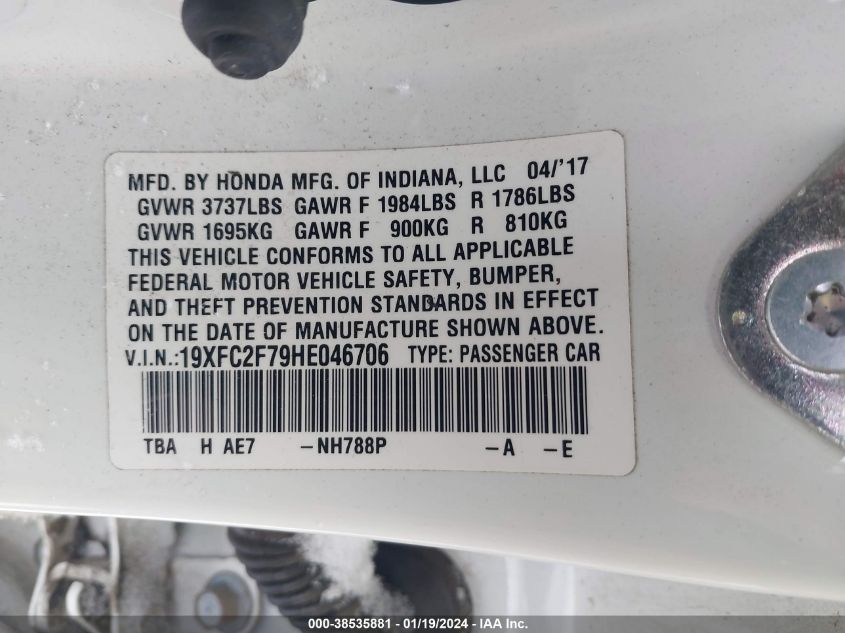 MFD. BY HONDA MFG. OF INDIANA, LLC 04/'17
GVWR 3737LBS GAWR F 1984LBS R 1786LBS
GVWR 1695KG GAWR F 900KG R 810KG
THIS VEHICLE CONFORMS TO ALL APPLICABLE
FEDERAL MOTOR VEHICLE SAFETY, BUMPER,
AND THEFT PREVENTION STANDARDS IN EFFECT
ON THE DATE OF MANUFACTURE SHOWN ABOVE.
V.I.N.:19XFC2F79HE046706 TYPE: PASSENGER CAR
TBA H AE7 -NH788P -A -E
000-38535881 - 01/19/2024 - IAA Inc.